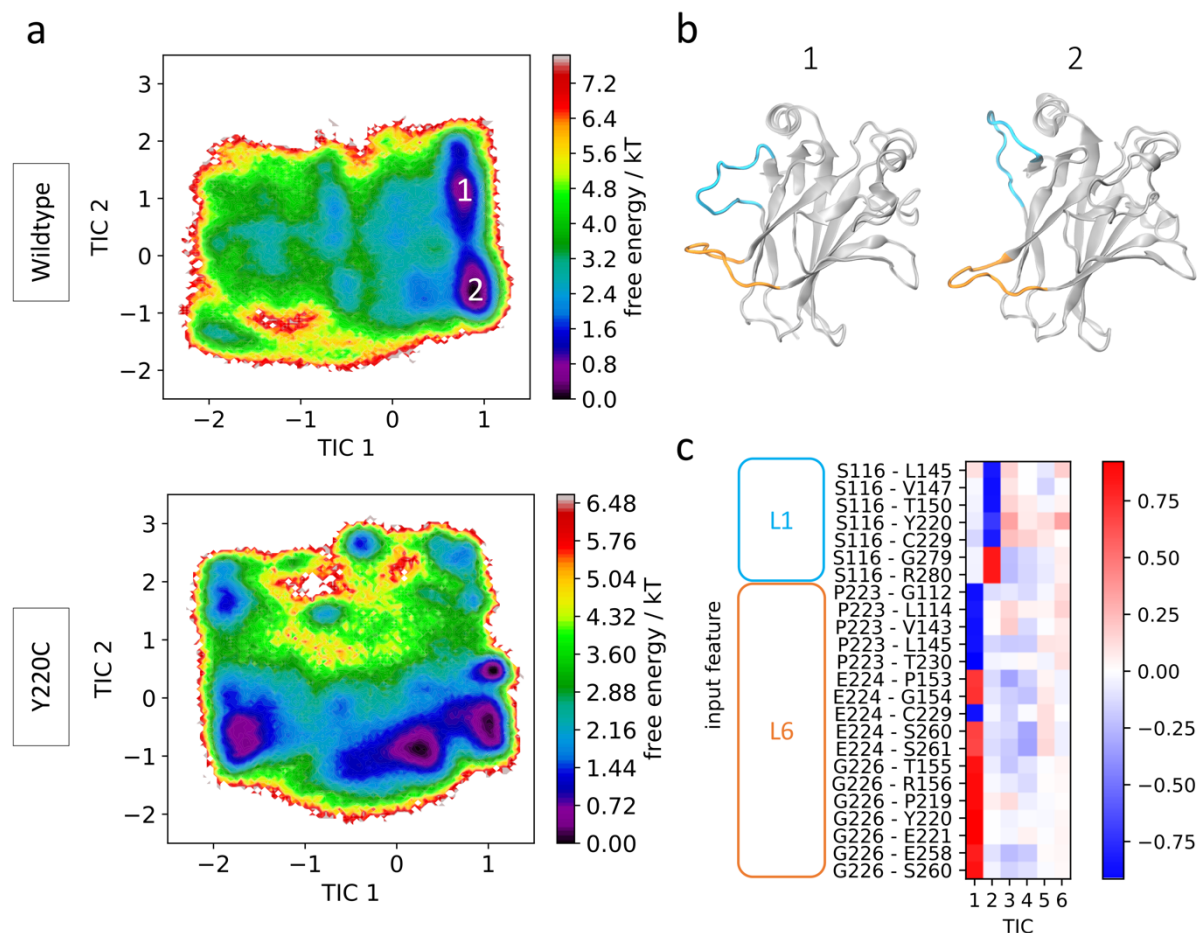 a
Wildtype
TIC 2
3
2
1
0
−1
−2
1
2
−2
−1
0
1
TIC 1
7.2
6.4
5.6
4.8
4.0
3.2
2.4
1.6
0.8
0.0
free energy / kT
Y220C
TIC 2
3
2
1
0
−1
−2
−2
−1
0
1
TIC 1
6.48
5.76
5.04
4.32
3.60
2.88
2.16
1.44
0.72
0.00
free energy / kT
b
1
2
c
input feature
L1
L6
S116 - L145
S116 - V147
S116 - T150
S116 - Y220
S116 - C229
S116 - G279
S116 - R280
P223 - G112
P223 - L114
P223 - V143
P223 - L145
P223 - T230
E224 - P153
E224 - G154
E224 - C229
E224 - S260
E224 - S261
G226 - T155
G226 - R156
G226 - P219
G226 - Y220
G226 - E221
G226 - E258
G226 - S260
1 2 3 4 5 6
TIC
0.75
0.50
0.25
0.00
−0.25
−0.50
−0.75